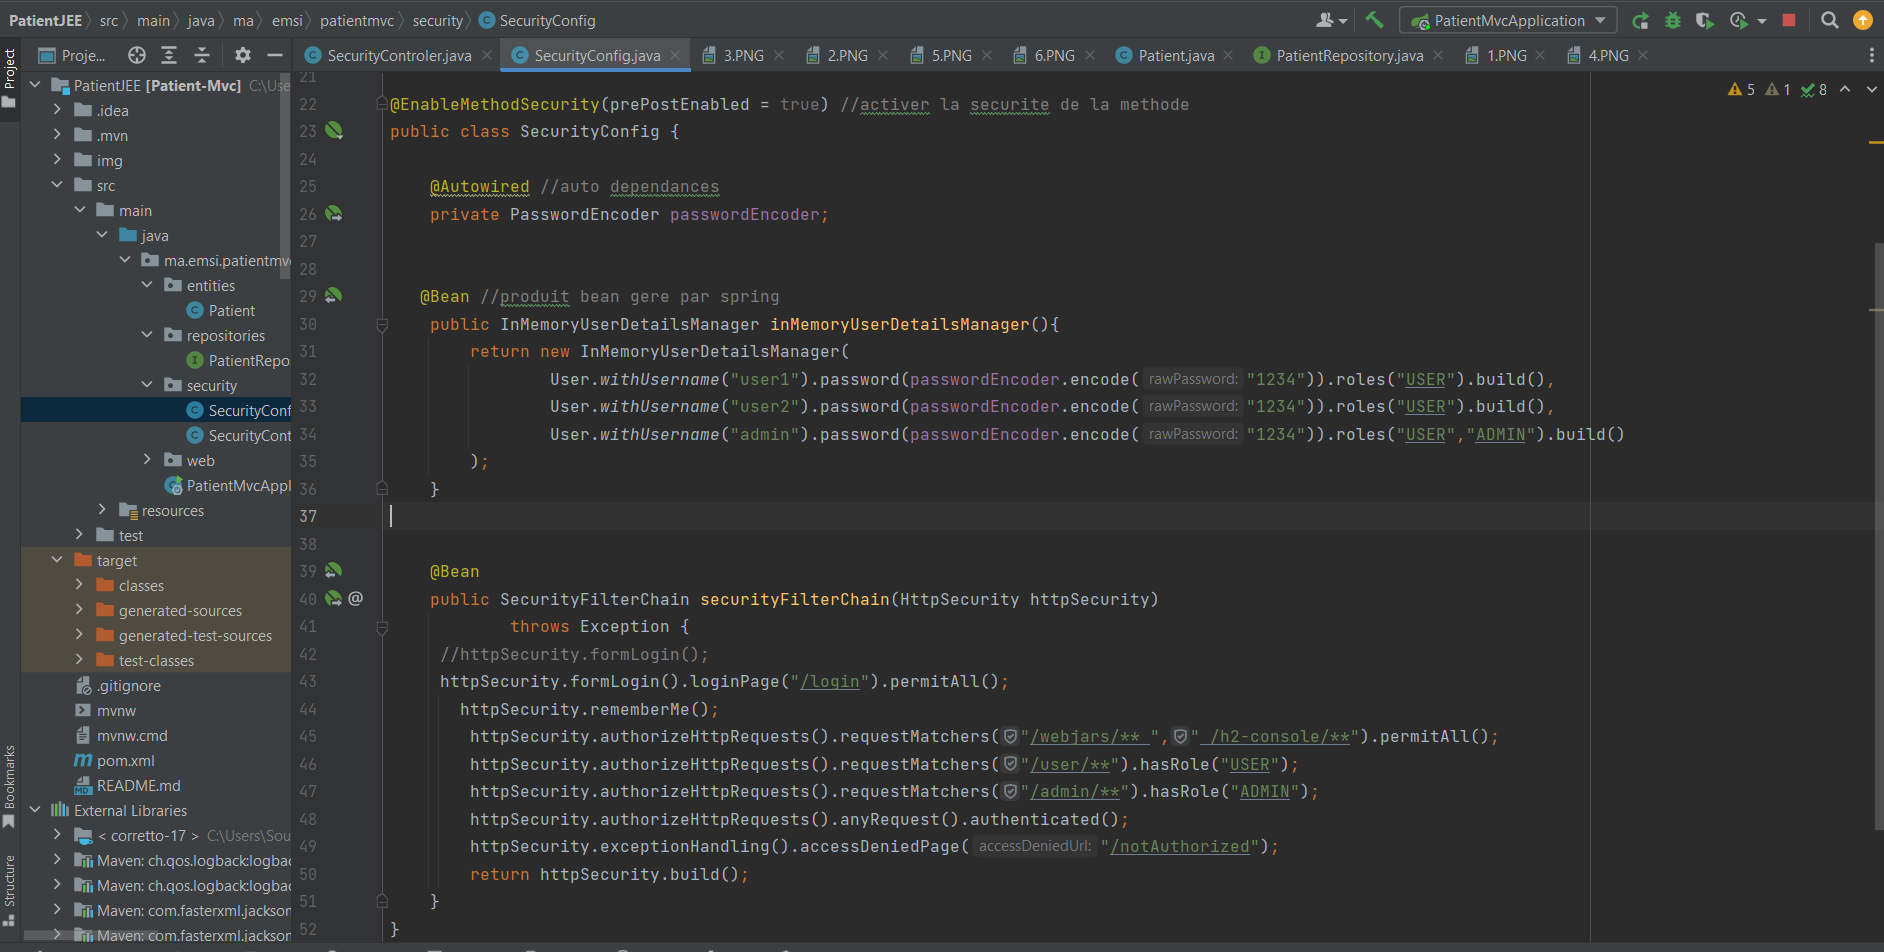 PatientJEE
src
main
java
ma
emsi
patientmvc
security
SecurityConfig
PatientMvcApplication
Project
Proje...
SecurityControler.java
SecurityConfig.java
3.PNG
2.PNG
5.PNG
6.PNG
Patient.java
PatientRepository.java
1.PNG
4.PNG
PatientJEE [Patient-Mvc] C:\Use
.idea
.mvn
img
src
main
java
ma.emsi.patientmv
entities
Patient
repositories
PatientRepo
security
SecurityConf
SecurityCont
web
PatientMvcAppl
resources
test
target
classes
generated-sources
generated-test-sources
test-classes
.gitignore
mvnw
mvnw.cmd
pom.xml
README.md
External Libraries
< corretto-17 > C:\Users\Sou
Maven: ch.qos.logback:logba
Maven: ch.qos.logback:logba
Maven: com.fasterxml.jackson
Maven: com.fasterxml.jackson
Bookmarks
Structure
5 1 8
21
22 @EnableMethodSecurity(prePostEnabled = true) //activer la securite de la methode
23 public class SecurityConfig {
24
25 @Autowired //auto dependances
26 private PasswordEncoder passwordEncoder;
27
28
29 @Bean //produit bean gere par spring
30 public InMemoryUserDetailsManager inMemoryUserDetailsManager(){
31 return new InMemoryUserDetailsManager(
32 User.withUsername("user1").password(passwordEncoder.encode( rawPassword: "1234")).roles("USER").build(),
33 User.withUsername("user2").password(passwordEncoder.encode( rawPassword: "1234")).roles("USER").build(),
34 User.withUsername("admin").password(passwordEncoder.encode( rawPassword: "1234")).roles("USER","ADMIN").build()
35 );
36 }
37
38
39 @Bean
40 @ public SecurityFilterChain securityFilterChain(HttpSecurity httpSecurity)
41 throws Exception {
42 //httpSecurity.formLogin();
43 httpSecurity.formLogin().loginPage("/login").permitAll();
44 httpSecurity.rememberMe();
45 httpSecurity.authorizeHttpRequests().requestMatchers("/webjars/** "," /h2-console/**").permitAll();
46 httpSecurity.authorizeHttpRequests().requestMatchers("/user/**").hasRole("USER");
47 httpSecurity.authorizeHttpRequests().requestMatchers("/admin/**").hasRole("ADMIN");
48 httpSecurity.authorizeHttpRequests().anyRequest().authenticated();
49 httpSecurity.exceptionHandling().accessDeniedPage( accessDeniedUrl: "/notAuthorized");
50 return httpSecurity.build();
51 }
52 }